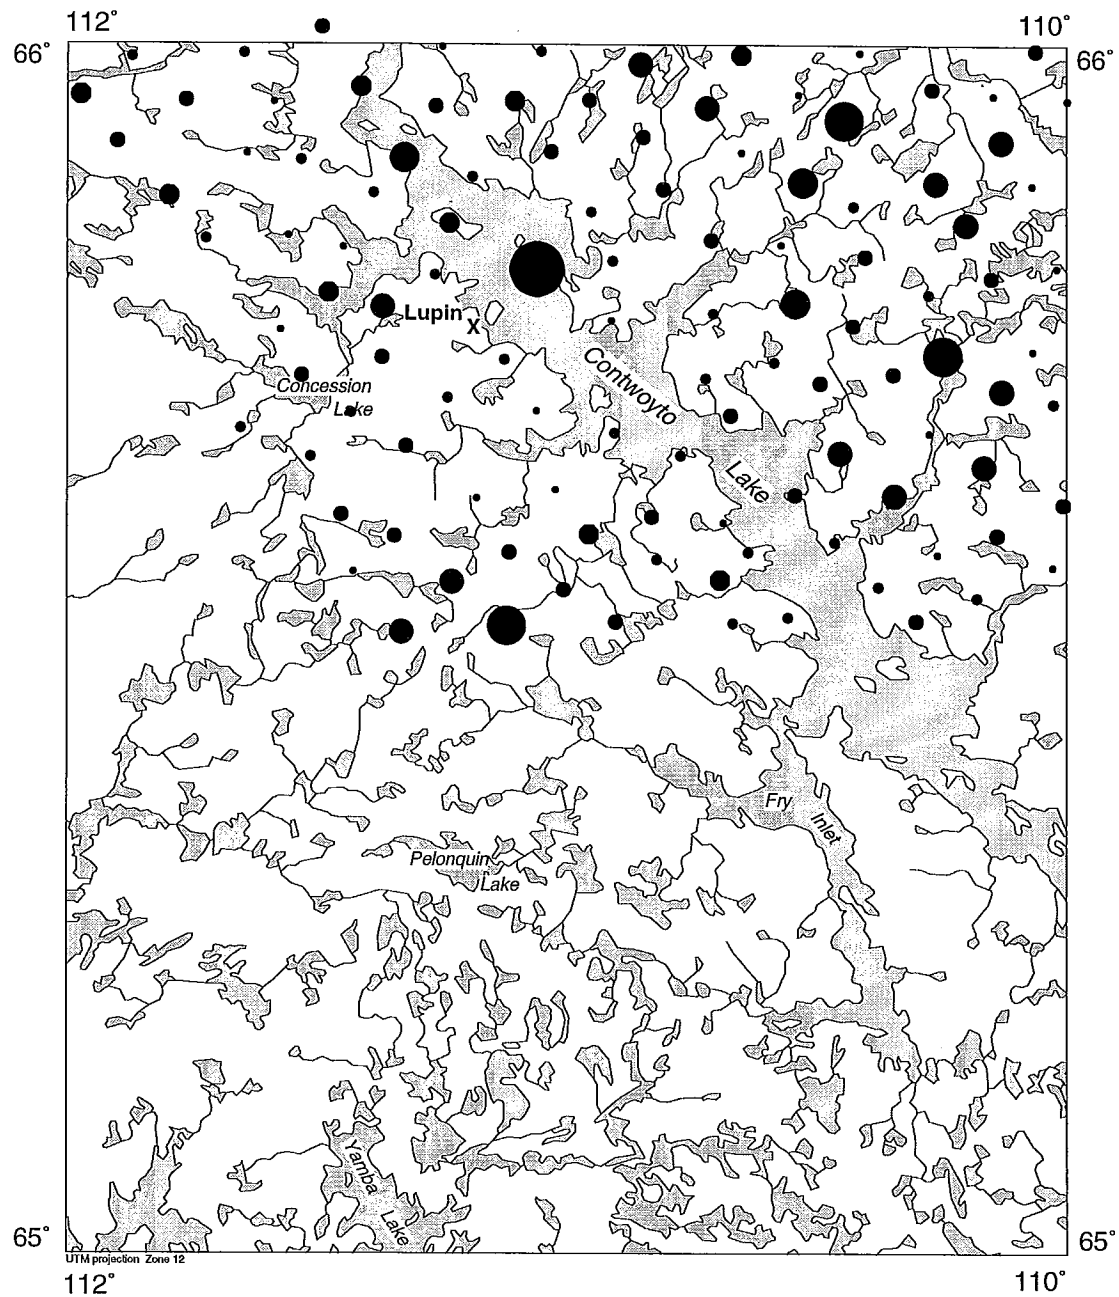 112° 110°
66° 66°
Lupin
X
Contwoyto
Concession
Lake
Lake
Fry
Inlet
Pelonquin
Lake
Yamba
Lake
65° 65°
UTM projection Zone 12
112° 110°